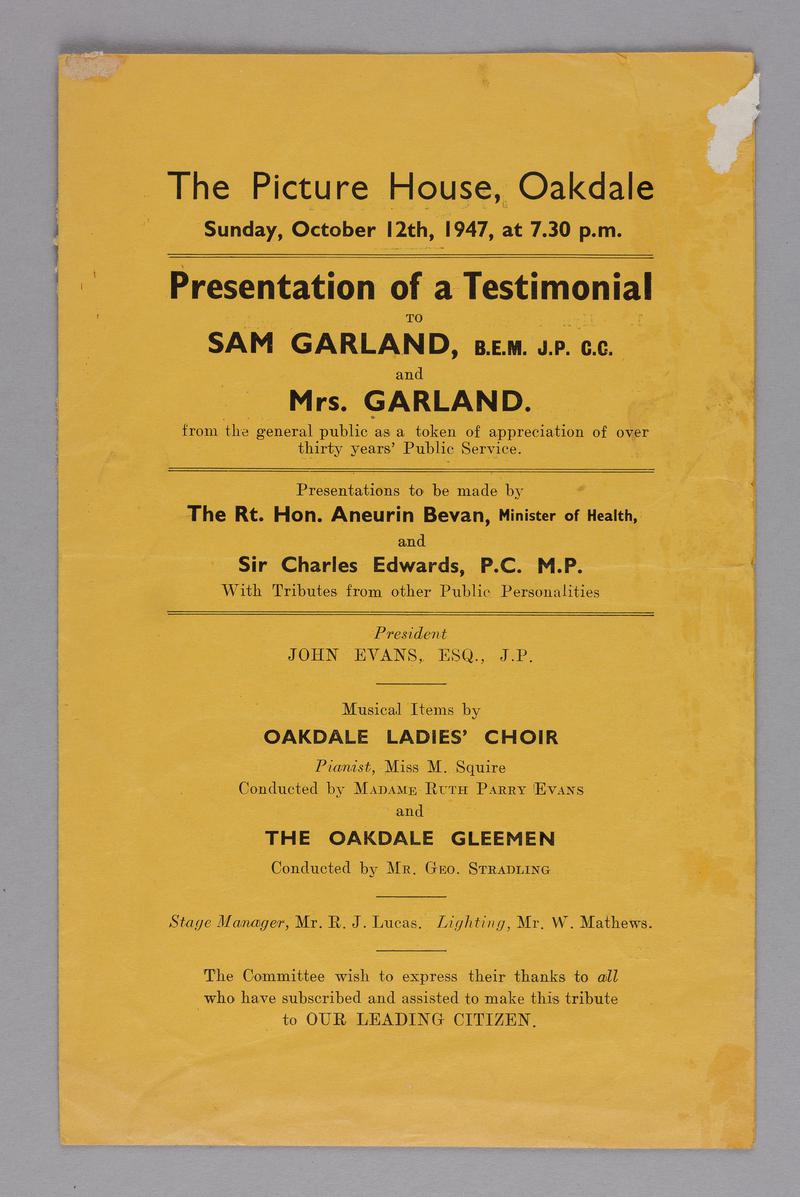 The Picture House, Oakdale
Sunday, October 12th, 1947, at 7.30 p.m.
Presentation of a Testimonial
TO
SAM GARLAND, B.E.M. J.P. C.C.
and
Mrs. GARLAND.
from the general public as a token of appreciation of over
thirty years' Public Service.
Presentations to be made by
The Rt. Hon. Aneurin Bevan, Minister of Health,
and
Sir Charles Edwards, P.C. M.P.
With Tributes from other Public Personalities
President
JOHN EVANS, ESQ., J.P.
Musical Items by
OAKDALE LADIES' CHOIR
Pianist, Miss M. Squire
Conducted by MADAME RUTH PARRY EVANS
and
THE OAKDALE GLEEMEN
Conducted by MR. GEO. STRADLING
Stage Manager, Mr. R. J. Lucas. Lighting, Mr. W. Mathews.
The Committee wish to express their thanks to all
who have subscribed and assisted to make this tribute
to OUR LEADING CITIZEN.